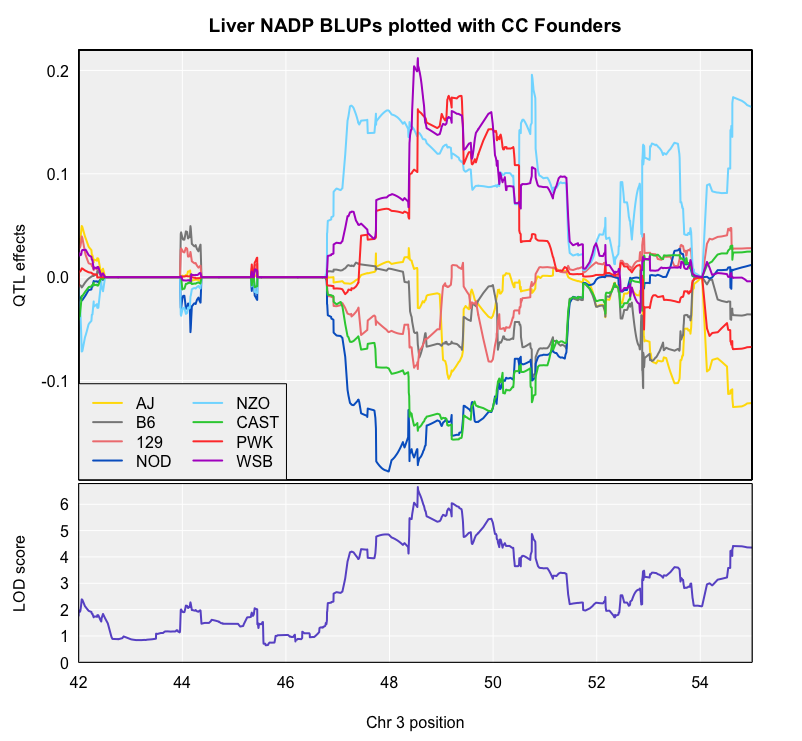 Liver NADP BLUPs plotted with CC Founders
QTL effects
0.2
0.1
0.0
-0.1
AJ
B6
129
NOD
NZO
CAST
PWK
WSB
LOD score
6
5
4
3
2
1
0
42 44 46 48 50 52 54
Chr 3 position